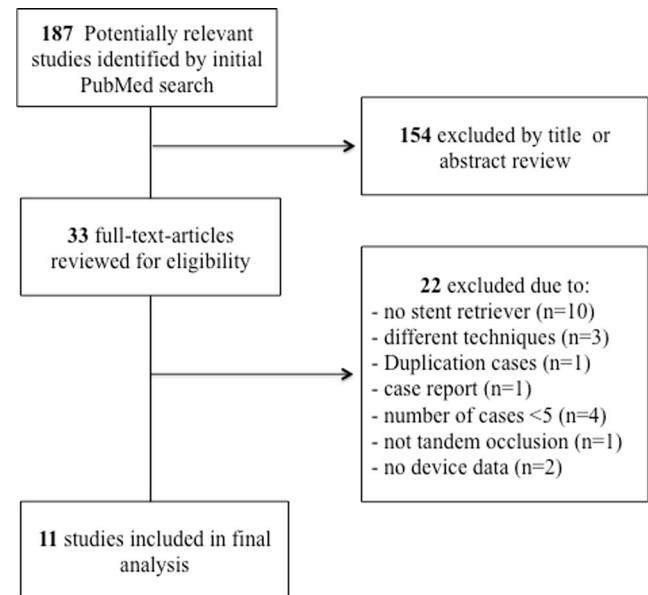 187 Potentially relevant
studies identified by initial
PubMed search
154 excluded by title or
abstract review
33 full-text-articles
reviewed for eligibility
22 excluded due to:
- no stent retriever (n=10)
- different techniques (n=3)
- Duplication cases (n=1)
- case report (n=1)
- number of cases <5 (n=4)
- not tandem occlusion (n=1)
- no device data (n=2)
11 studies included in final
analysis